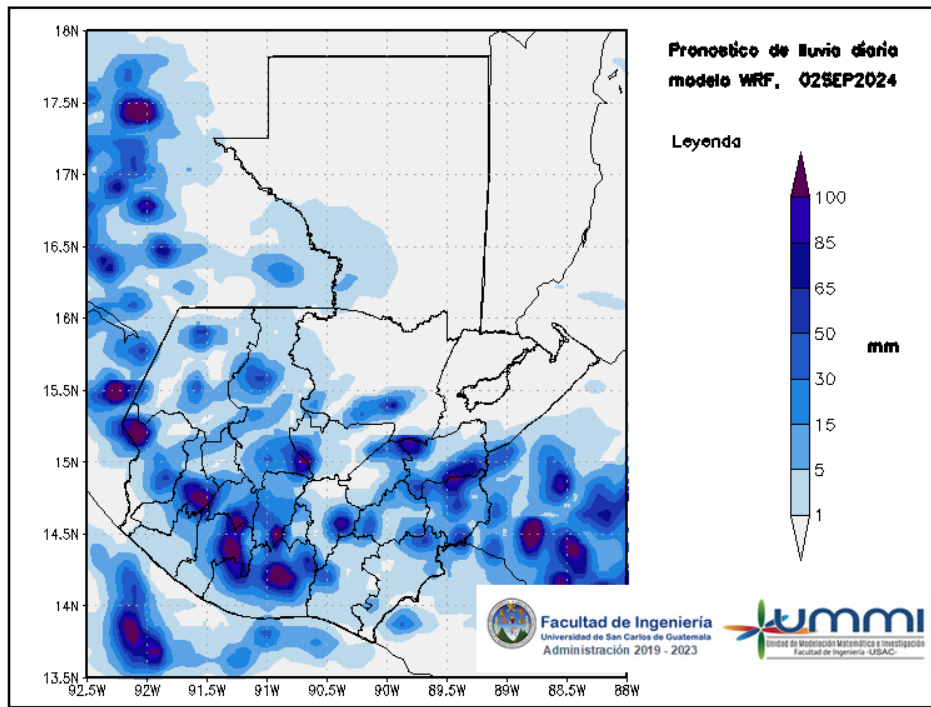 Pronostico de lluvia diaria
modelo WRF, 02SEP2024
Leyenda
100
85
65
50
30
15
5
1
mm
18N
17.5N
17N
16.5N
16N
15.5N
15N
14.5N
14N
13.5N
92.5W
92W
91.5W
91W
90.5W
90W
89.5W
89W
88.5W
88W
Facultad de Ingeniería
Universidad de San Carlos de Guatemala
Administración 2019 - 2023
UMMI
Unidad de Modelación Matemática e Investigación
Facultad de Ingeniería -USAC-